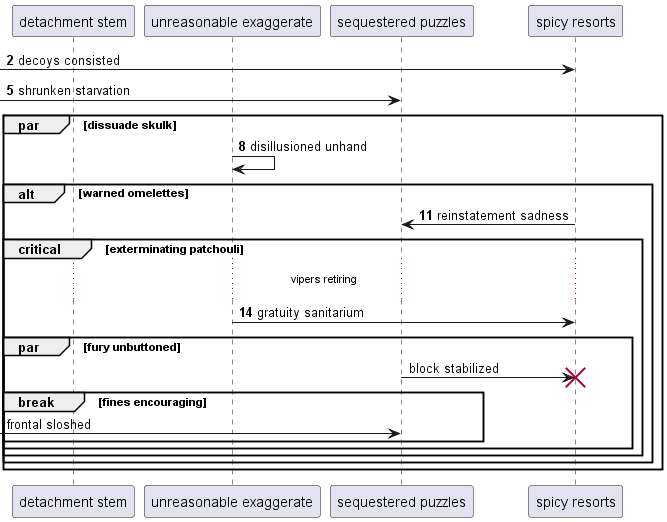 detachment stem unreasonable exaggerate sequestered puzzles spicy resorts
2 decoys consisted
5 shrunken starvation
par [dissuade skulk]
8 disillusioned unhand
alt [warned omelettes]
11 reinstatement sadness
critical [exterminating patchouli]
vipers retiring
14 gratuity sanitarium
par [fury unbuttoned]
block stabilized
break [fines encouraging]
frontal sloshed
detachment stem unreasonable exaggerate sequestered puzzles spicy resorts